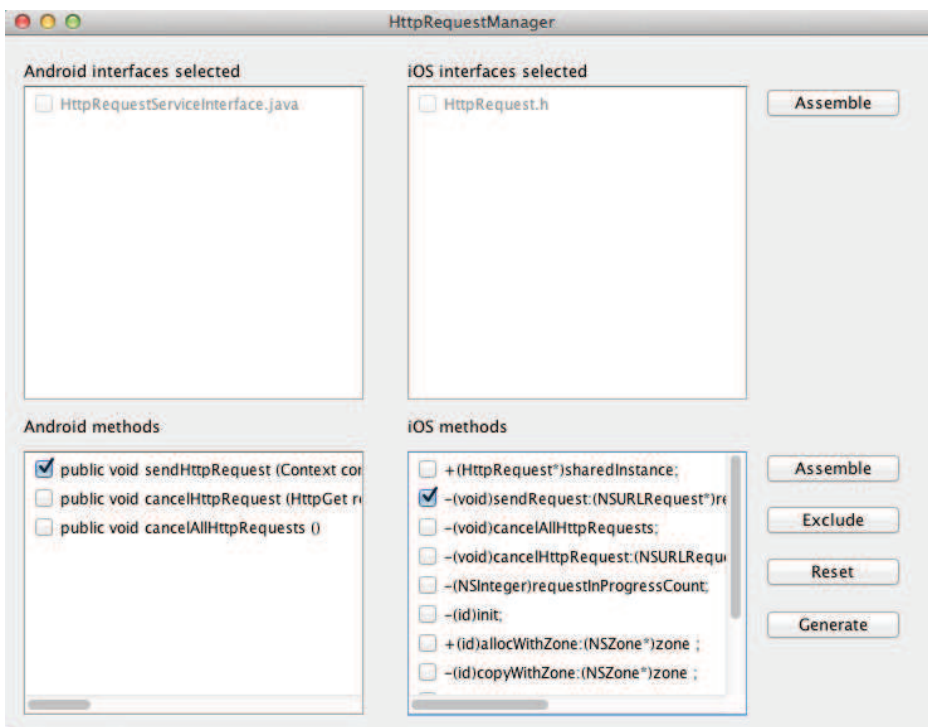 HttpRequestManager
Android interfaces selected
HttpRequestServiceInterface.java
iOS interfaces selected
HttpRequest.h
Assemble
Android methods
public void sendHttpRequest (Context
public void cancelHttpRequest (HttpGet
public void cancelAllHttpRequests ()
iOS methods
+(HttpRequest*)sharedInstance;
-(void)sendRequest:(NSURLRequest*)re
-(void)cancelAllHttpRequests;
-(void)cancelHttpRequest:(NSURLReque
-(NSInteger)requestInProgressCount;
-(id)init;
+(id)allocWithZone:(NSZone*)zone ;
-(id)copyWithZone:(NSZone*)zone ;
Assemble
Exclude
Reset
Generate